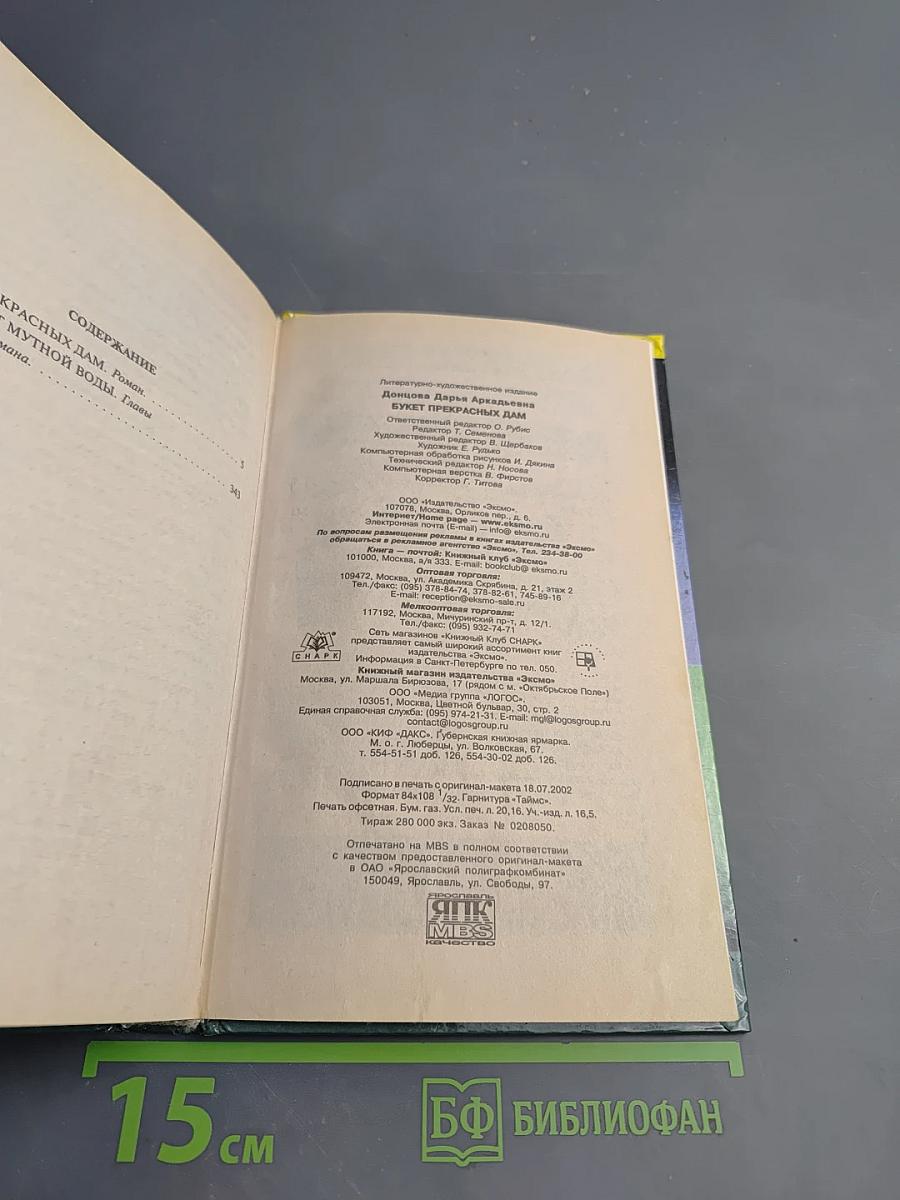 СОДЕРЖАНИЕ
КРАСНЫХ ДАМ. Роман.
МУТНОЙ ВОДЫ. Главы
5
343
Литературно-художественное издание
Донцова Дарья Аркадьевна
БУКЕТ ПРЕКРАСНЫХ ДАМ
Ответственный редактор О. Рубис
Редактор Т. Семенова
Художественный редактор В. Щербаков
Художник Е. Рудько
Компьютерная обработка рисунков И. Дякина
Технический редактор Н. Носова
Компьютерная верстка В. Фирстов
Корректор Г. Титова
ООО «Издательство «Эксмо».
107078, Москва, Орликов пер., д. 6.
Интернет/Home page — www.eksmo.ru
Электронная почта (E-mail) — info@ eksmo.ru
По вопросам размещения рекламы в книгах издательства «Эксмо»
обращаться в рекламное агентство «Эксмо». Тел. 234-38-00
Книга — почтой: Книжный клуб «Эксмо»
101000, Москва, а/я 333. E-mail: bookclub@ eksmo.ru
Оптовая торговля:
109472, Москва, ул. Академика Скрябина, д. 21, этаж 2
Тел./факс: (095) 378-84-74, 378-82-61, 745-89-16
E-mail: reception@eksmo-sale.ru
Мелкооптовая торговля:
117192, Москва, Мичуринский пр-т, д. 12/1.
Тел./факс: (095) 932-74-71
СНАРК
Сеть магазинов «Книжный Клуб СНАРК»
представляет самый широкий ассортимент книг
издательства «Эксмо».
Информация в Санкт-Петербурге по тел. 050.
Книжный магазин издательства «Эксмо»
Москва, ул. Маршала Бирюзова, 17 (рядом с м. «Октябрьское Поле»)
ООО «Медиа группа «ЛОГОС».
103051, Москва, Цветной бульвар, 30, стр. 2
Единая справочная служба: (095) 974-21-31. E-mail: mgl@logosgroup.ru
contact@logosgroup.ru
ООО «КИФ «ДАКС». Губернская книжная ярмарка.
М. о. г. Люберцы, ул. Волковская, 67.
т. 554-51-51 доб. 126, 554-30-02 доб. 126.
Подписано в печать с оригинал-макета 18.07.2002
Формат 84x108 1/32. Гарнитура «Таймс».
Печать офсетная. Бум. газ. Усл. печ. л. 20,16. Уч.-изд. л. 16,5.
Тираж 280 000 экз. Заказ № 0208050.
Отпечатано на MBS в полном соответствии
с качеством предоставленного оригинал-макета
в ОАО «Ярославский полиграфкомбинат»
150049, Ярославль, ул. Свободы, 97.
ЯРОСЛАВЛЬ
ЯПК
MBS
КАЧЕСТВО
15 см
БФ БИБЛИОФАН